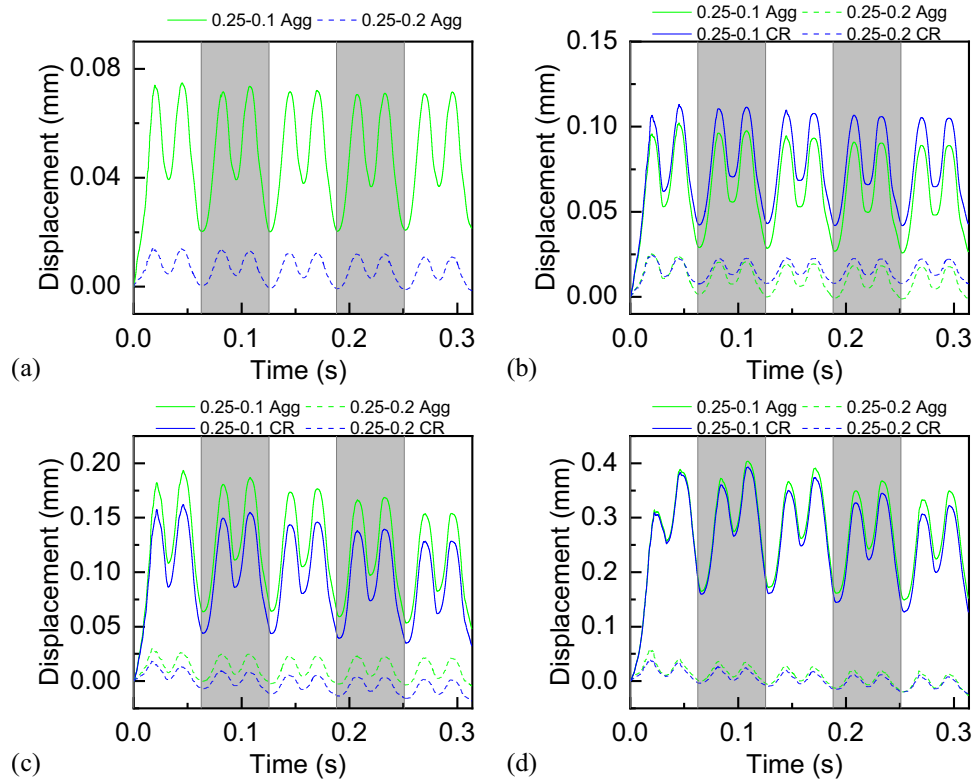 0.25-0.1 Agg 0.25-0.2 Agg
0.08
0.04
0.00
Displacement (mm)
0.0 0.1 0.2 0.3
Time (s)
(a)
0.25-0.1 Agg 0.25-0.2 Agg
0.25-0.1 CR 0.25-0.2 CR
0.15
0.10
0.05
0.00
Displacement (mm)
0.0 0.1 0.2 0.3
Time (s)
(b)
0.25-0.1 Agg 0.25-0.2 Agg
0.25-0.1 CR 0.25-0.2 CR
0.20
0.15
0.10
0.05
0.00
Displacement (mm)
0.0 0.1 0.2 0.3
Time (s)
(c)
0.25-0.1 Agg 0.25-0.2 Agg
0.25-0.1 CR 0.25-0.2 CR
0.4
0.3
0.2
0.1
0.0
Displacement (mm)
0.0 0.1 0.2 0.3
Time (s)
(d)